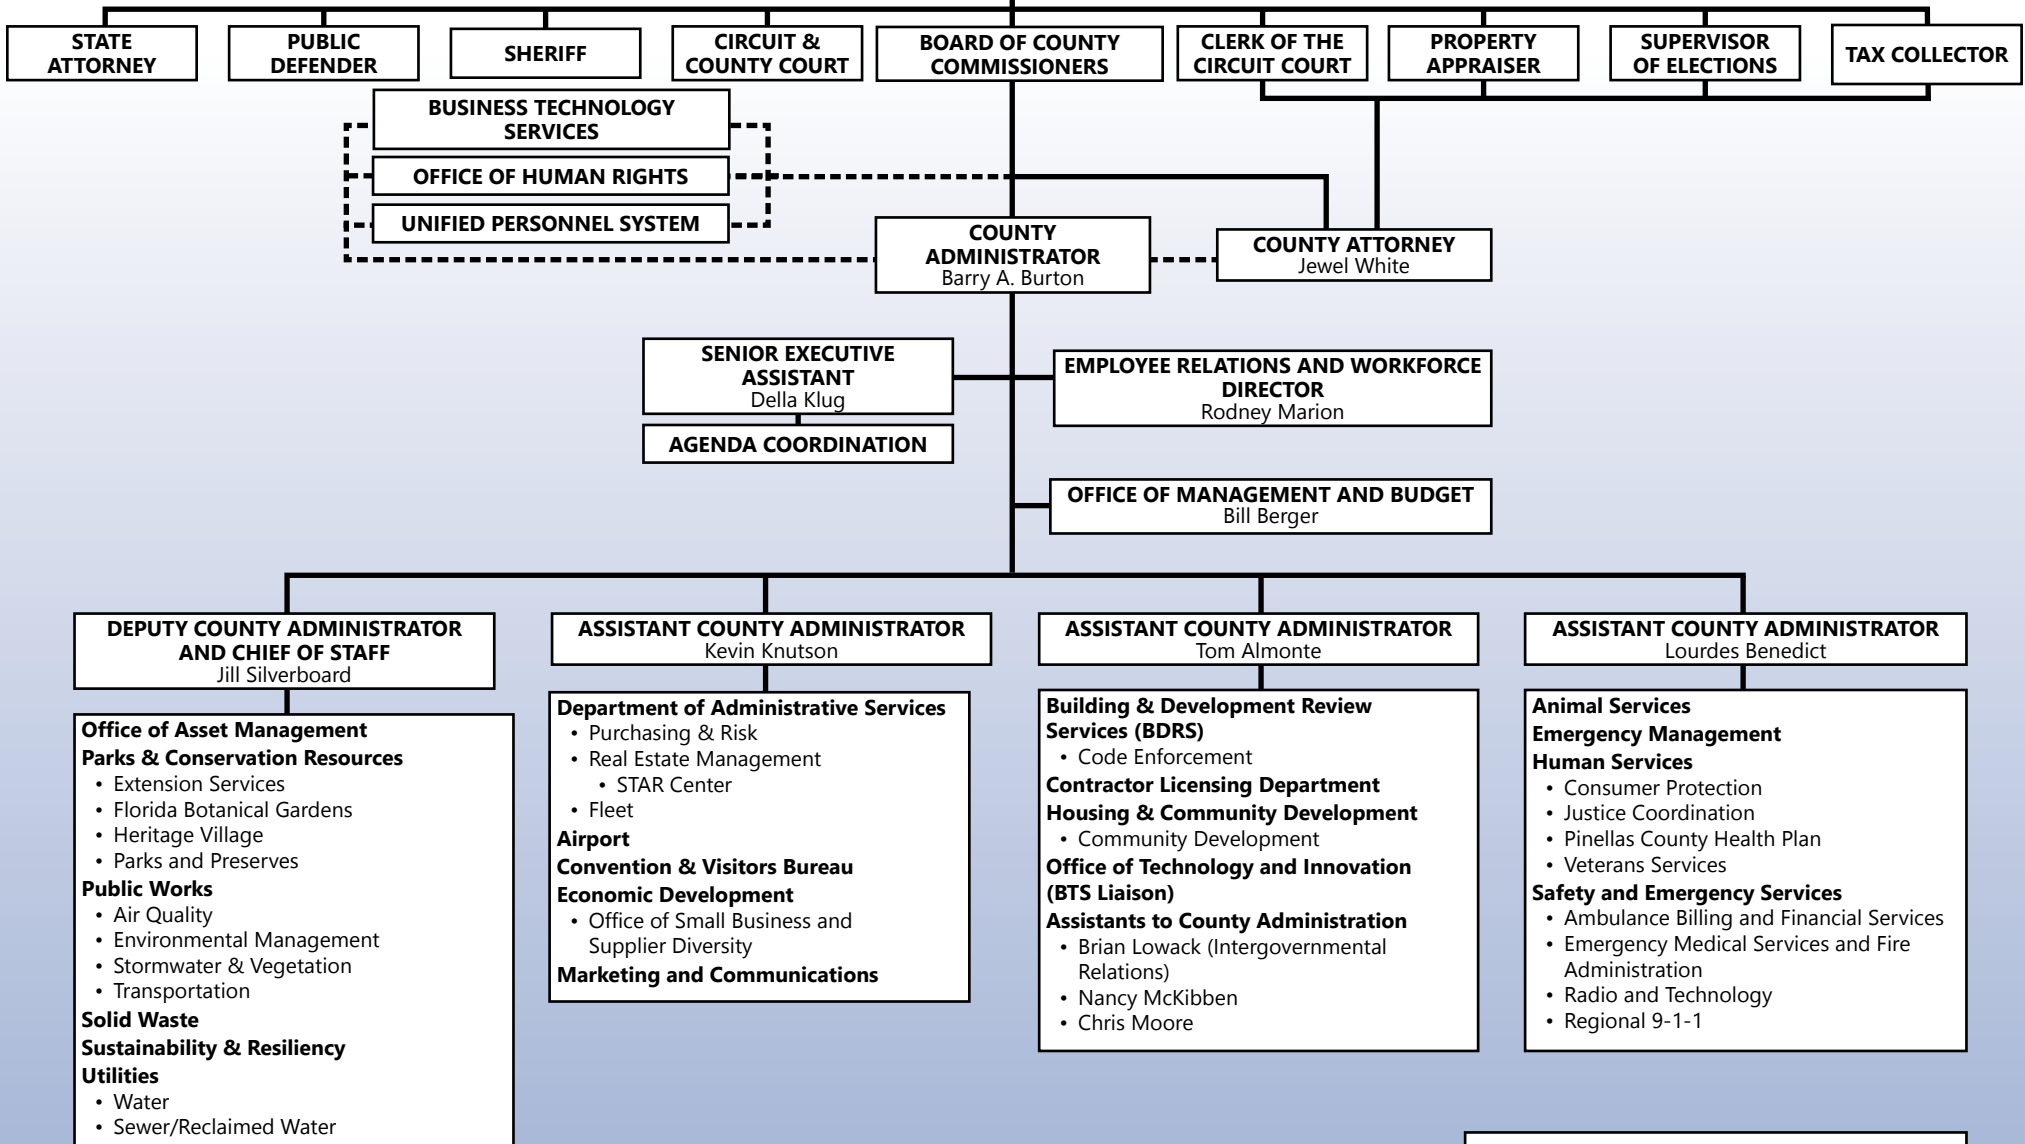 STATE
ATTORNEY
PUBLIC
DEFENDER
SHERIFF
CIRCUIT &
COUNTY COURT
BOARD OF COUNTY
COMMISSIONERS
CLERK OF THE
CIRCUIT COURT
PROPERTY
APPRAISER
SUPERVISOR
OF ELECTIONS
TAX COLLECTOR
BUSINESS TECHNOLOGY
SERVICES
OFFICE OF HUMAN RIGHTS
UNIFIED PERSONNEL SYSTEM
COUNTY
ADMINISTRATOR
Barry A. Burton
COUNTY ATTORNEY
Jewel White
SENIOR EXECUTIVE
ASSISTANT
Della Klug
AGENDA COORDINATION
EMPLOYEE RELATIONS AND WORKFORCE
DIRECTOR
Rodney Marion
OFFICE OF MANAGEMENT AND BUDGET
Bill Berger
DEPUTY COUNTY ADMINISTRATOR
AND CHIEF OF STAFF
Jill Silverboard
Office of Asset Management
Parks & Conservation Resources
• Extension Services
• Florida Botanical Gardens
• Heritage Village
• Parks and Preserves
Public Works
• Air Quality
• Environmental Management
• Stormwater & Vegetation
• Transportation
Solid Waste
Sustainability & Resiliency
Utilities
• Water
• Sewer/Reclaimed Water
ASSISTANT COUNTY ADMINISTRATOR
Kevin Knutson
Department of Administrative Services
• Purchasing & Risk
• Real Estate Management
• STAR Center
• Fleet
Airport
Convention & Visitors Bureau
Economic Development
• Office of Small Business and
Supplier Diversity
Marketing and Communications
ASSISTANT COUNTY ADMINISTRATOR
Tom Almonte
Building & Development Review
Services (BDRS)
• Code Enforcement
Contractor Licensing Department
Housing & Community Development
• Community Development
Office of Technology and Innovation
(BTS Liaison)
Assistants to County Administration
• Brian Lowack (Intergovernmental
Relations)
• Nancy McKibben
• Chris Moore
ASSISTANT COUNTY ADMINISTRATOR
Lourdes Benedict
Animal Services
Emergency Management
Human Services
• Consumer Protection
• Justice Coordination
• Pinellas County Health Plan
• Veterans Services
Safety and Emergency Services
• Ambulance Billing and Financial Services
• Emergency Medical Services and Fire
Administration
• Radio and Technology
• Regional 9-1-1